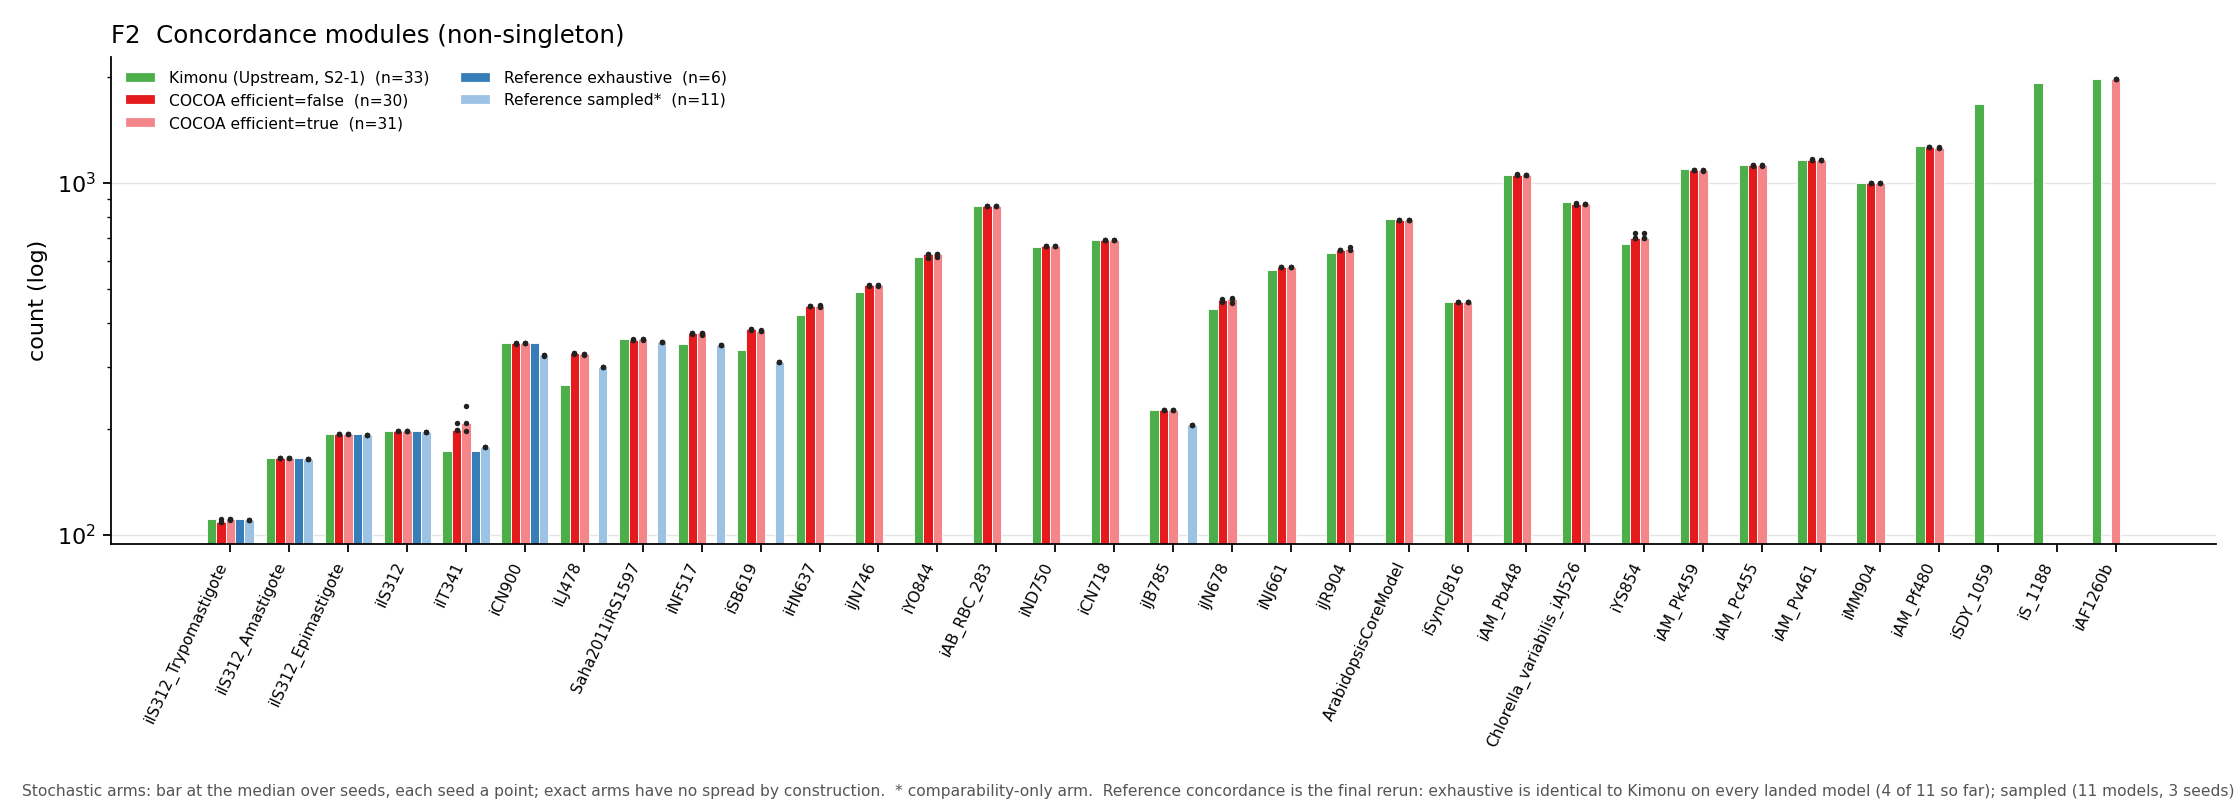 F2  Concordance modules (non-singleton)
Kimonu (Upstream, S2-1)  (n=33)
COCOA efficient=false  (n=30)
COCOA efficient=true  (n=31)
Reference exhaustive  (n=6)
Reference sampled*  (n=11)
count (log)
10³
10²
iIS312_Trypomastigote
iIS312_Amastigote
iIS312_Epimastigote
iIS312
iIT341
iCN900
iLJ478
Saha2011iRS1597
iNF517
iSB619
iHN637
iJN746
iYO844
iAB_RBC_283
iND750
iCN718
iJB785
iJN678
iNJ661
iJR904
ArabidopsisCoreModel
iSynCJ816
iAM_Pb448
Chlorella_variabilis_iAJ526
iYS854
iAM_Pk459
iAM_Pc455
iAM_Pv461
iMM904
iAM_Pf480
iSDY_1059
iS_1188
iAF1260b
Stochastic arms: bar at the median over seeds, each seed a point; exact arms have no spread by construction.  * comparability-only arm.  Reference concordance is the final rerun: exhaustive is identical to Kimonu on every landed model (4 of 11 so far); sampled (11 models, 3 seeds)